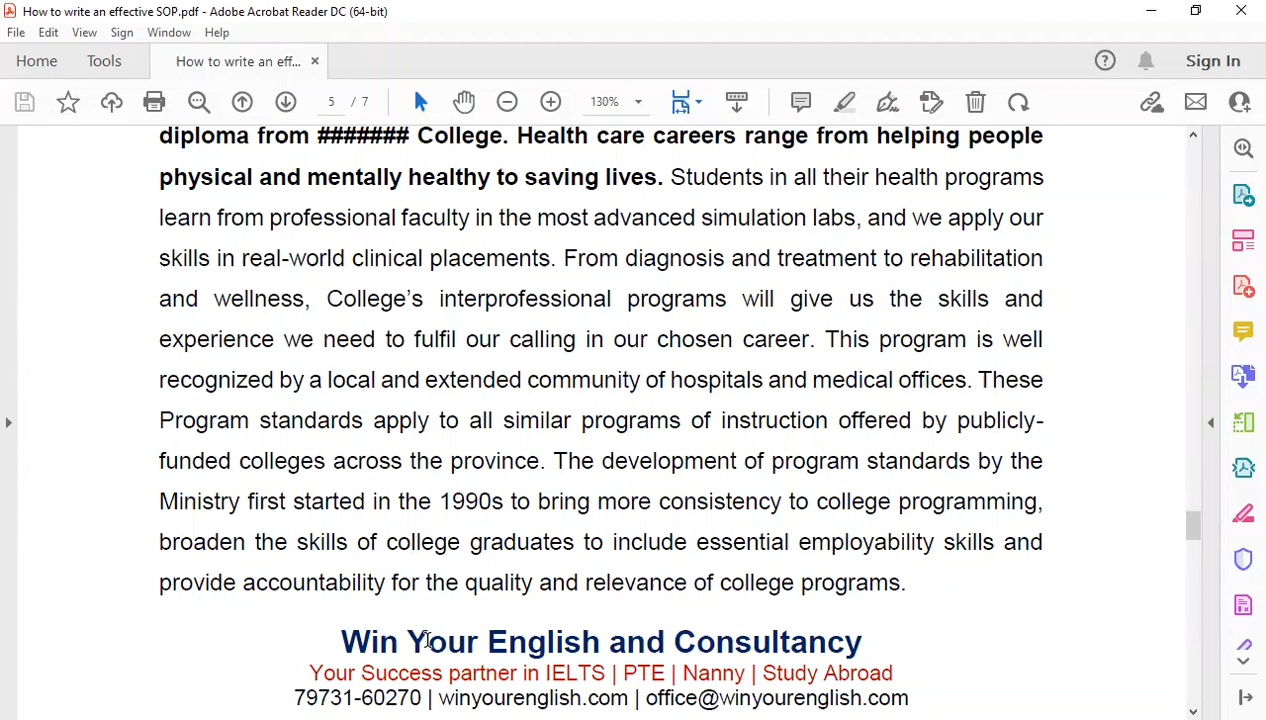 How to write an effective SOP.pdf - Adobe Acrobat Reader DC (64-bit)
File Edit View Sign Window Help
Home Tools How to write an eff... × Sign In
5 / 7 130%
diploma from ####### College. Health care careers range from helping people
physical and mentally healthy to saving lives. Students in all their health programs
learn from professional faculty in the most advanced simulation labs, and we apply our
skills in real-world clinical placements. From diagnosis and treatment to rehabilitation
and wellness, College’s interprofessional programs will give us the skills and
experience we need to fulfil our calling in our chosen career. This program is well
recognized by a local and extended community of hospitals and medical offices. These
Program standards apply to all similar programs of instruction offered by publicly-
funded colleges across the province. The development of program standards by the
Ministry first started in the 1990s to bring more consistency to college programming,
broaden the skills of college graduates to include essential employability skills and
provide accountability for the quality and relevance of college programs.
Win Your English and Consultancy
Your Success partner in IELTS | PTE | Nanny | Study Abroad
79731-60270 | winyourenglish.com | office@winyourenglish.com